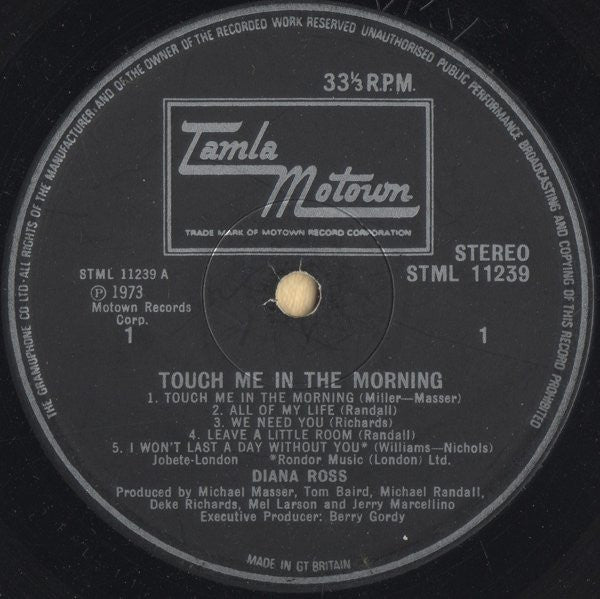 THE GRAMOPHONE CO LTD·ALL RIGHTS OF THE MANUFACTURER·AND OF THE OWNER OF THE RECORDED WORK RESERVED UNAUTHORISED PUBLIC PERFORMANCE BROADCASTING AND COPYING OF THIS RECORD PROHIBITED
33⅓ R.P.M.
Tamla
Motown
TRADE MARK OF MOTOWN RECORD CORPORATION
STML 11239 A
Ⓟ 1973
Motown Records
Corp.
1
STEREO
STML 11239
1
TOUCH ME IN THE MORNING
1. TOUCH ME IN THE MORNING (Miller—Masser)
2. ALL OF MY LIFE (Randall)
3. WE NEED YOU (Richards)
4. LEAVE A LITTLE ROOM (Randall)
5. I WON'T LAST A DAY WITHOUT YOU* (Williams—Nichols)
Jobete-London *Rondor Music (London) Ltd.
DIANA ROSS
Produced by Michael Masser, Tom Baird, Michael Randall,
Deke Richards, Mel Larson and Jerry Marcellino
Executive Producer: Berry Gordy
MADE IN GT BRITAIN